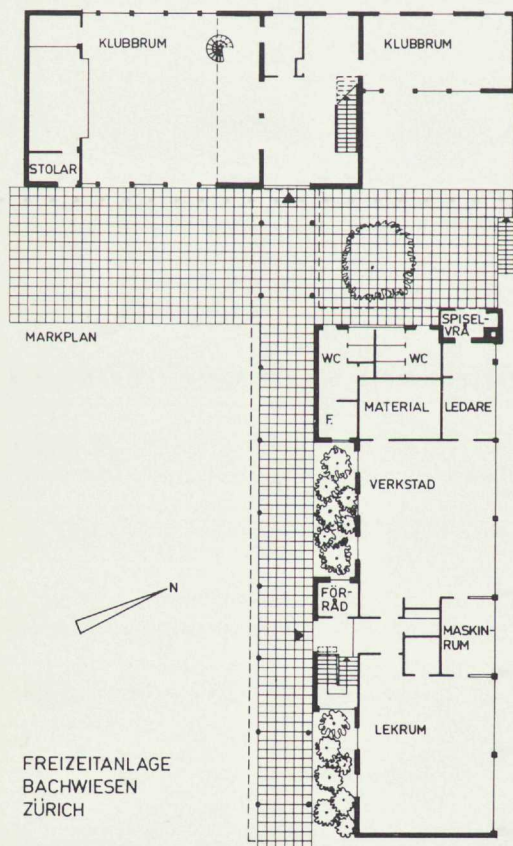 KLUBBRUM
KLUBBRUM
STOLAR
MARKPLAN
SPISEL-
VRÅ
WC
WC
MATERIAL
LEDARE
F.
VERKSTAD
N
FÖR-
RÅD
MASKIN-
RUM
LEKRUM
FREIZEITANLAGE
BACHWIESEN
ZÜRICH